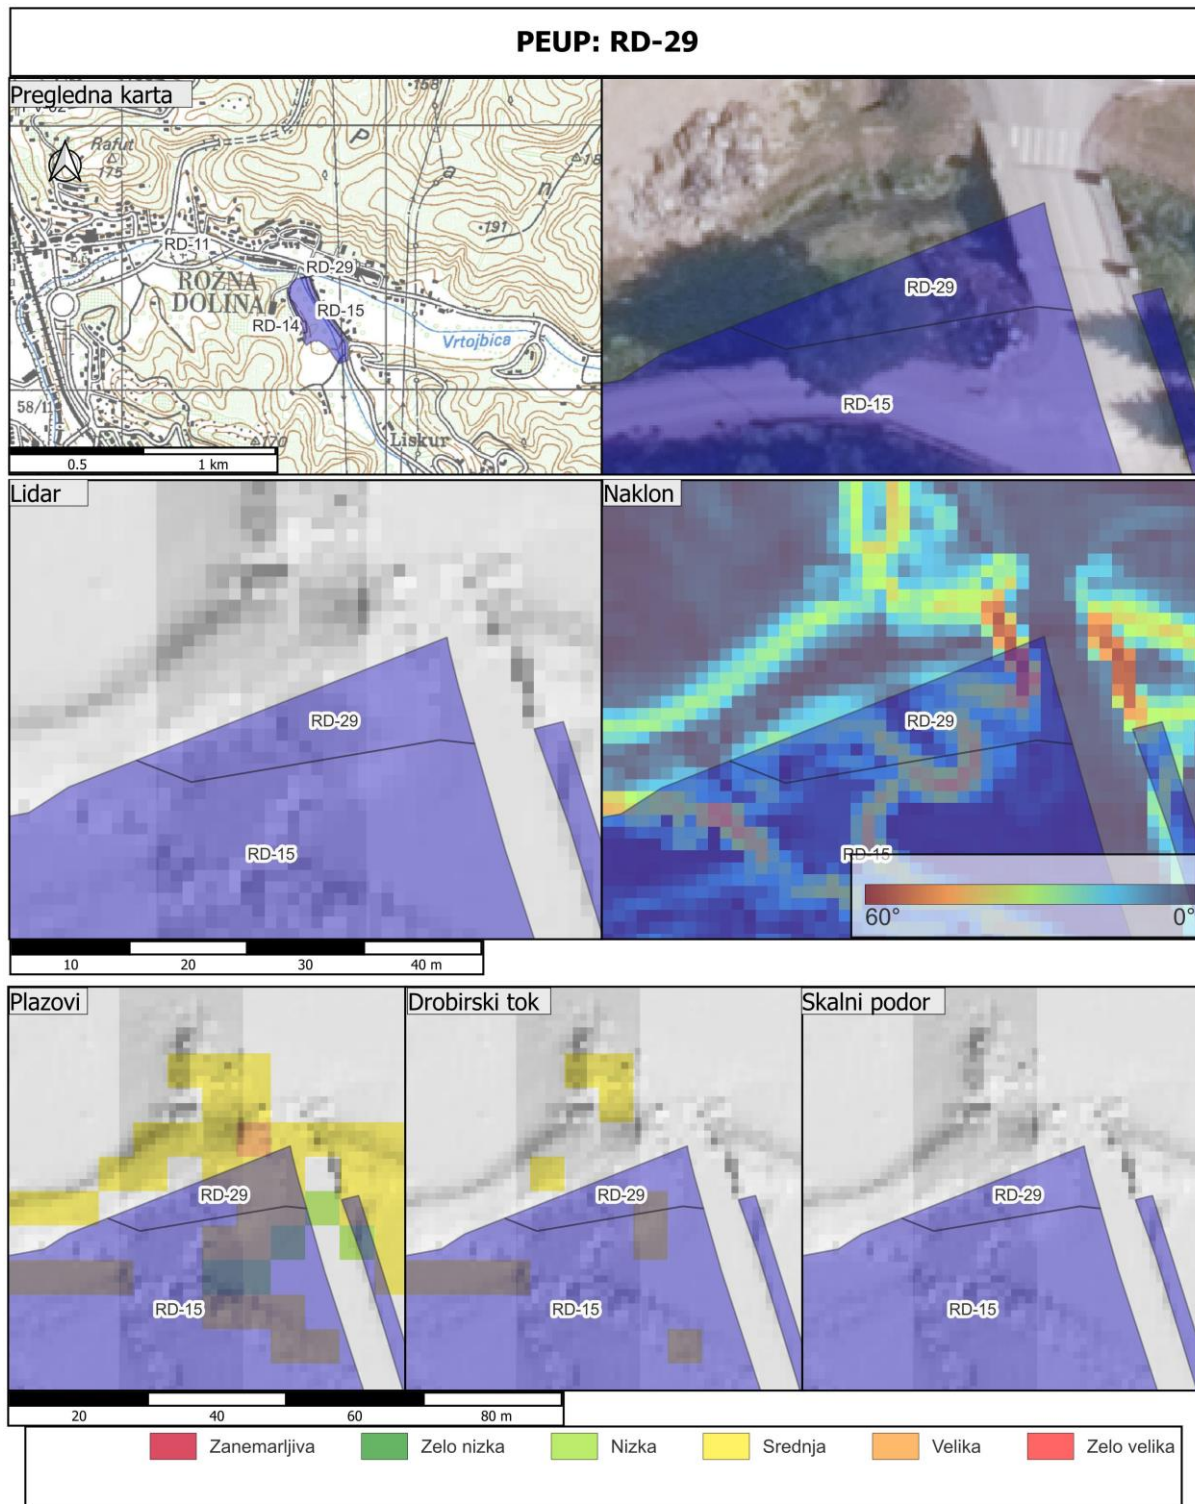 PEUP: RD-29
Pregledna karta
Rafut
175
158
P
a
n
191
RD-11
RD-29
ROŽNA
DOLINA
RD-15
RD-14
Vrtojbica
58/11
170
Liskur
0.5 1 km
RD-29
RD-15
Lidar
RD-29
RD-15
10 20 30 40 m
Naklon
RD-29
RD-15
60° 0°
Plazovi
RD-29
RD-15
Drobirski tok
RD-29
RD-15
Skalni podor
RD-29
RD-15
20 40 60 80 m
Zanemarljiva Zelo nizka Nizka Srednja Velika Zelo velika